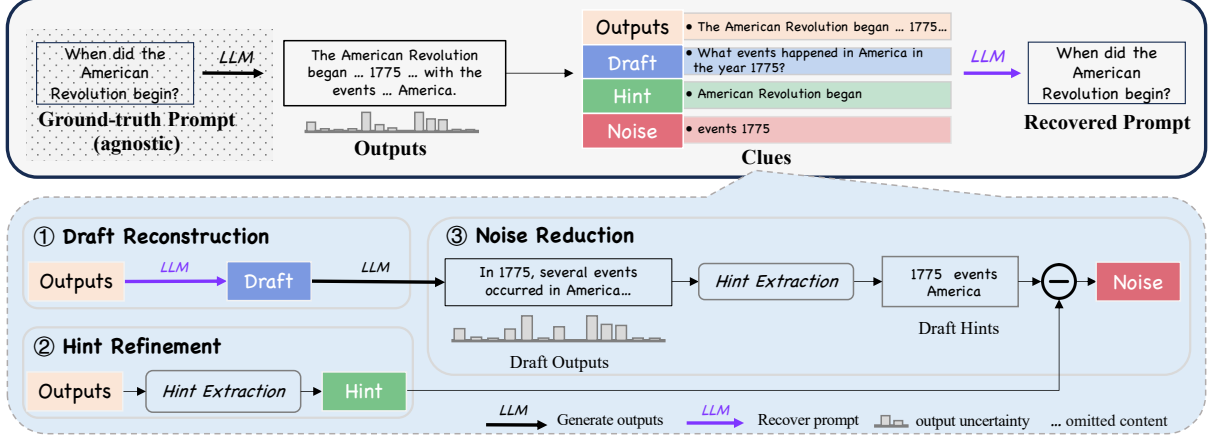 When did the
American
Revolution begin?
Ground-truth Prompt
(agnostic)
LLM
The American Revolution
began ... 1775 ... with the
events ... America.
Outputs
Outputs
• The American Revolution began ... 1775...
Draft
• What events happened in America in
the year 1775?
Hint
• American Revolution began
Noise
• events 1775
Clues
LLM
When did the
American
Revolution begin?
Recovered Prompt
① Draft Reconstruction
Outputs
LLM
Draft
LLM
② Hint Refinement
Outputs
Hint Extraction
Hint
③ Noise Reduction
In 1775, several events
occurred in America...
Draft Outputs
Hint Extraction
1775 events
America
Draft Hints
Noise
LLM
Generate outputs
LLM
Recover prompt
output uncertainty
... omitted content